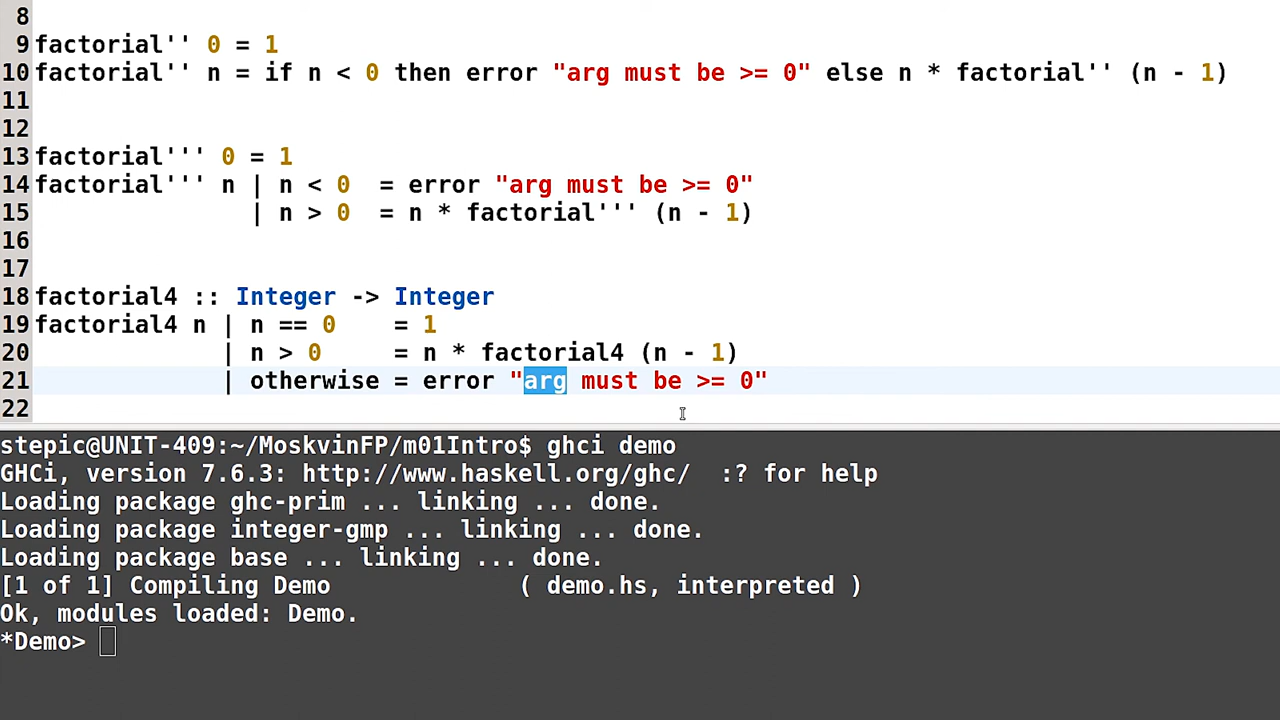 8
9 factorial'' 0 = 1
10 factorial'' n = if n < 0 then error "arg must be >= 0" else n * factorial'' (n - 1)
11
12
13 factorial''' 0 = 1
14 factorial''' n | n < 0  = error "arg must be >= 0"
15                | n > 0  = n * factorial''' (n - 1)
16
17
18 factorial4 :: Integer -> Integer
19 factorial4 n | n == 0    = 1
20              | n > 0     = n * factorial4 (n - 1)
21              | otherwise = error "arg must be >= 0"
22
stepic@UNIT-409:~/MoskvinFP/m01Intro$ ghci demo
GHCi, version 7.6.3: http://www.haskell.org/ghc/  :? for help
Loading package ghc-prim ... linking ... done.
Loading package integer-gmp ... linking ... done.
Loading package base ... linking ... done.
[1 of 1] Compiling Demo             ( demo.hs, interpreted )
Ok, modules loaded: Demo.
*Demo>